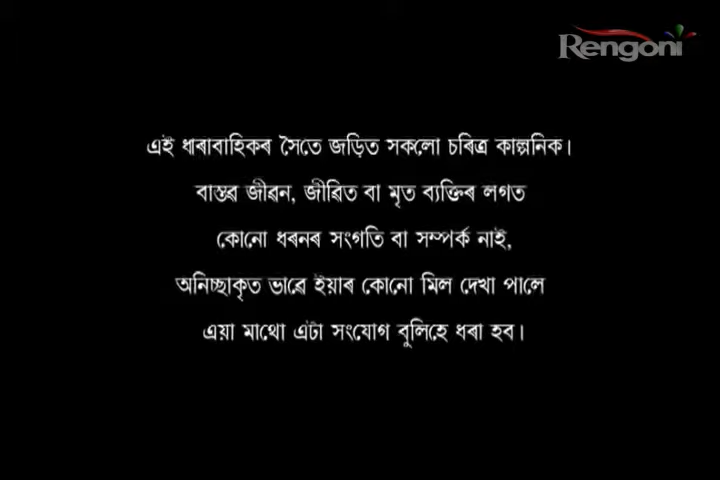 Rengoni
এই ধাৰাবাহিকৰ সৈতে জড়িত সকলো চৰিত্ৰ কাল্পনিক।
বাস্তৱ জীৱন, জীৱিত বা মৃত ব্যক্তিৰ লগত
কোনো ধৰনৰ সংগতি বা সম্পৰ্ক নাই,
অনিচ্ছাকৃত ভাৱে ইয়াৰ কোনো মিল দেখা পালে
এয়া মাথো এটা সংযোগ বুলিহে ধৰা হব।